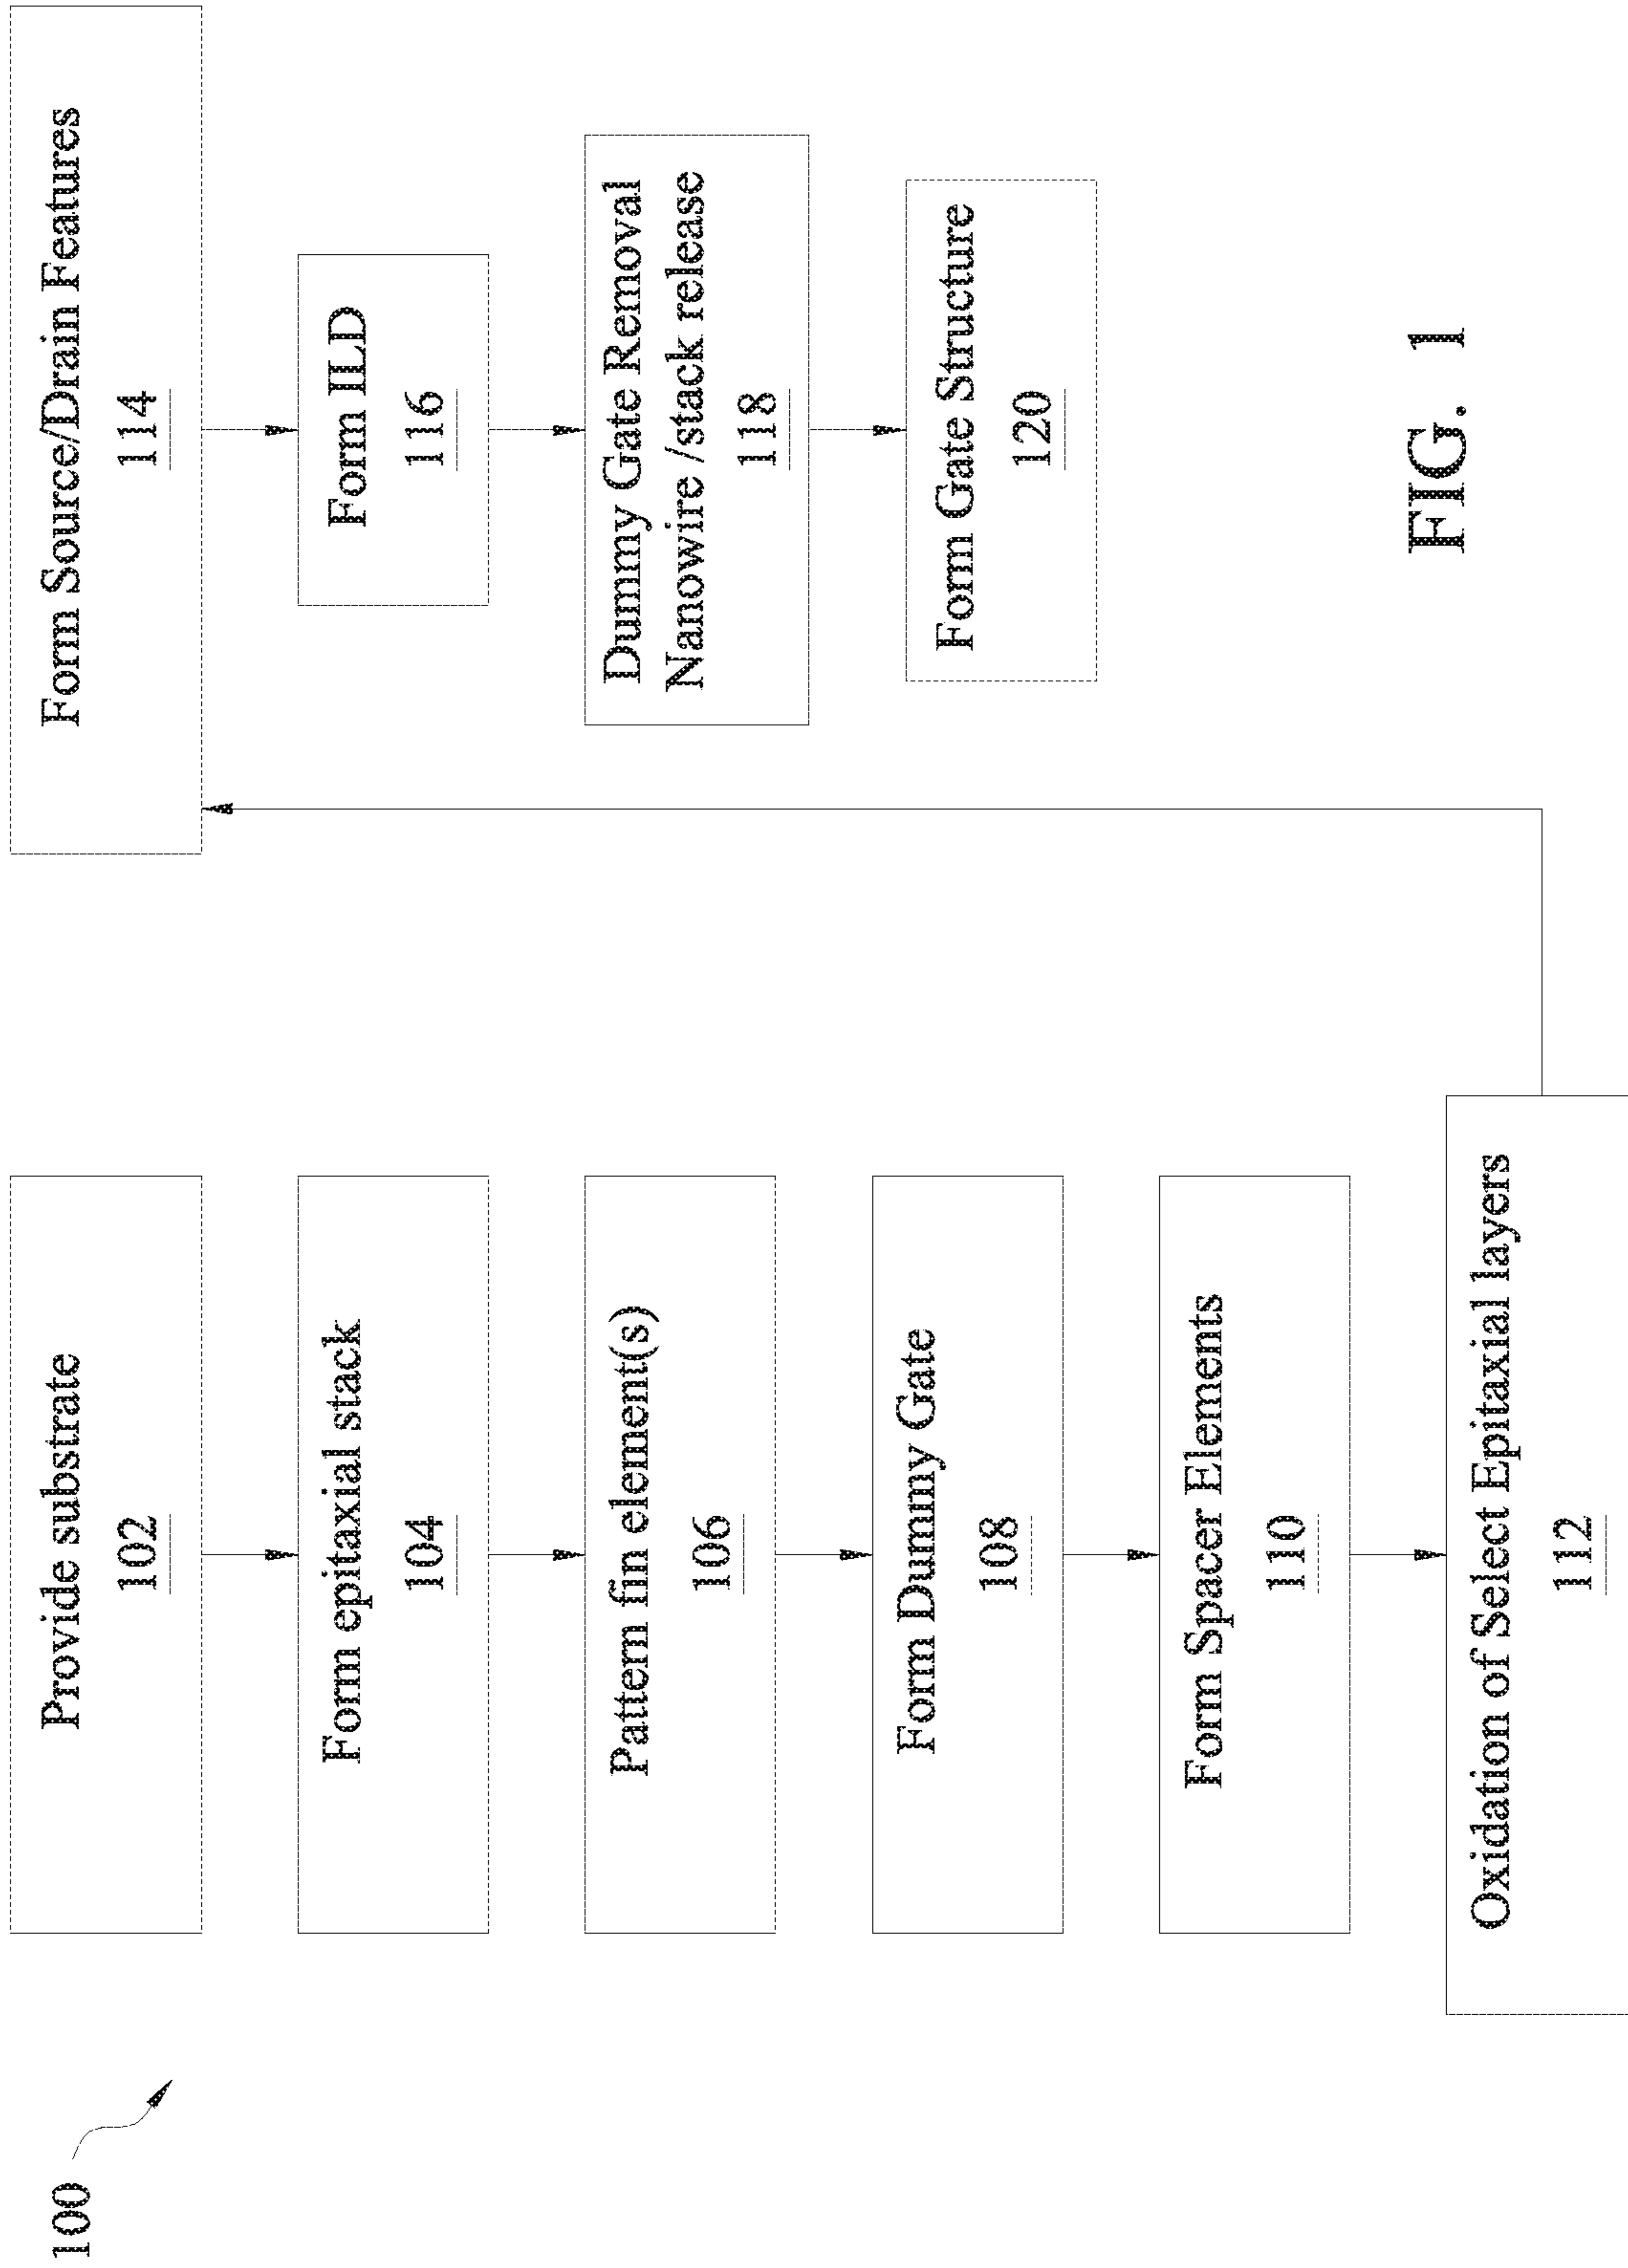 100
Provide substrate
102
Form epitaxial stack
104
Pattern fin element(s)
106
Form Dummy Gate
108
Form Spacer Elements
110
Oxidation of Select Epitaxial layers
112
Form Source/Drain Features
114
Form ILD
116
Dummy Gate Removal
Nanowire /stack release
118
Form Gate Structure
120
FIG. 1